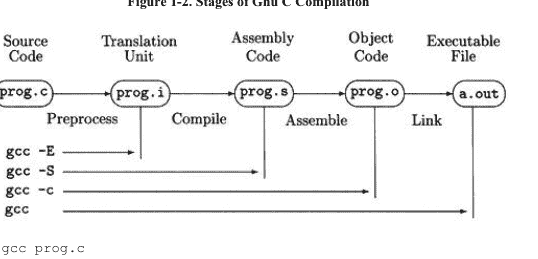 Figure 1-2. Stages of Gnu C Compilation
Source Translation Assembly Object Executable
Code Unit Code Code File
prog.c prog.i prog.s prog.o a.out
Preprocess Compile Assemble Link
gcc -E
gcc -S
gcc -c
gcc
gcc prog.c